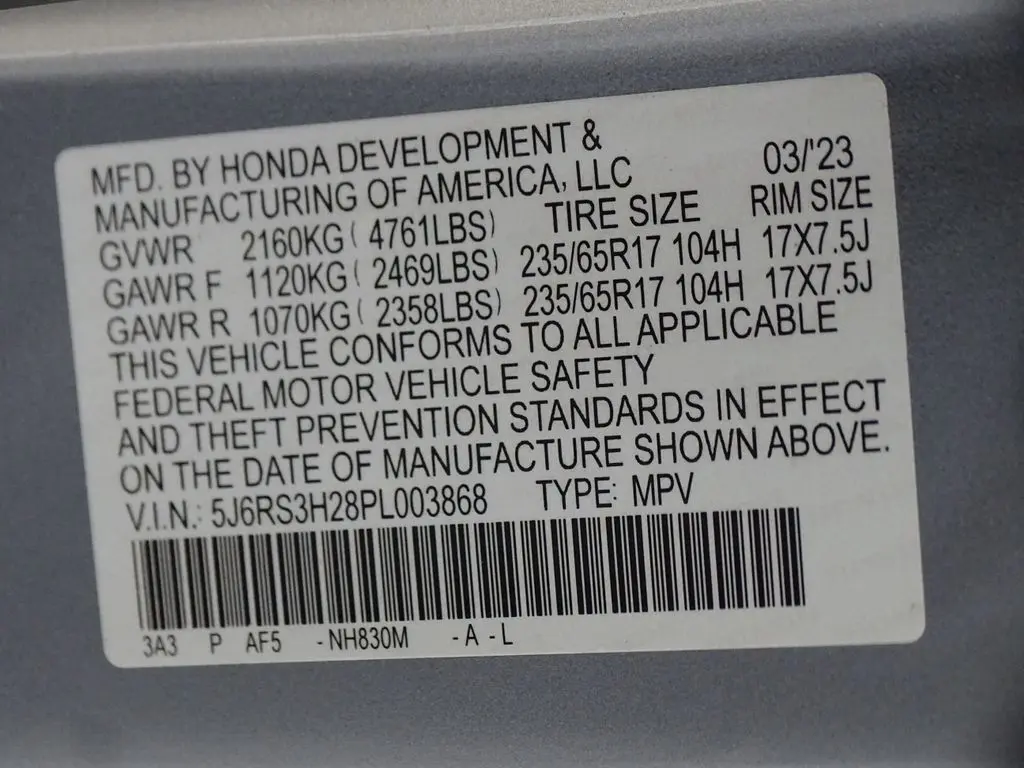 MFD. BY HONDA DEVELOPMENT &
MANUFACTURING OF AMERICA, LLC 03/'23
GVWR 2160KG ( 4761LBS) TIRE SIZE RIM SIZE
GAWR F 1120KG ( 2469LBS) 235/65R17 104H 17X7.5J
GAWR R 1070KG ( 2358LBS) 235/65R17 104H 17X7.5J
THIS VEHICLE CONFORMS TO ALL APPLICABLE
FEDERAL MOTOR VEHICLE SAFETY
AND THEFT PREVENTION STANDARDS IN EFFECT
ON THE DATE OF MANUFACTURE SHOWN ABOVE.
V.I.N.: 5J6RS3H28PL003868 TYPE: MPV
3A3 P AF5 -NH830M -A-L